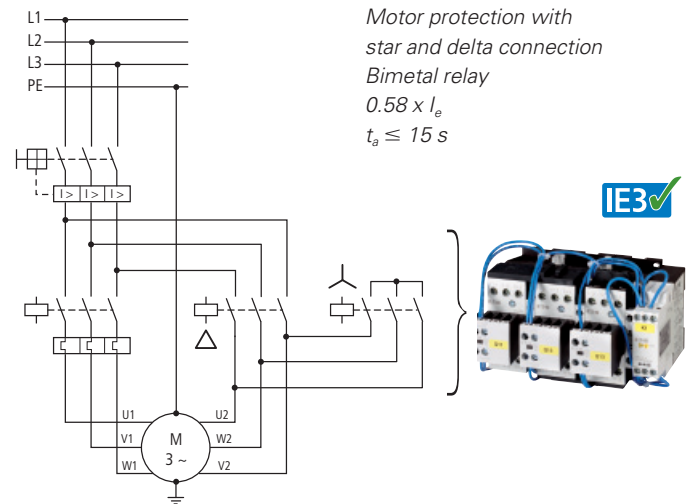 L1
L2
L3
PE
Motor protection with
star and delta connection
Bimetal relay
0.58 x Ie
ta ≤ 15 s
IE3
I> I> I>
U1
V1
W1
M
3 ~
U2
W2
V2